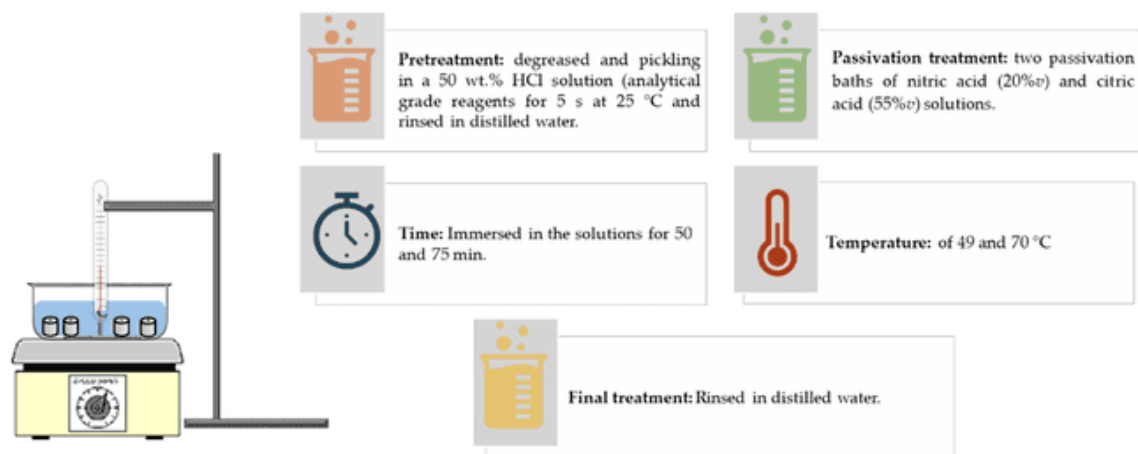 Pretreatment: degreased and pickling
in a 50 wt.% HCl solution (analytical
grade reagents for 5 s at 25 °C and
rinsed in distilled water.
Passivation treatment: two passivation
baths of nitric acid (20%v) and citric
acid (55%v) solutions.
Time: Immersed in the solutions for 50
and 75 min.
Temperature: of 49 and 70 °C
Final treatment: Rinsed in distilled water.